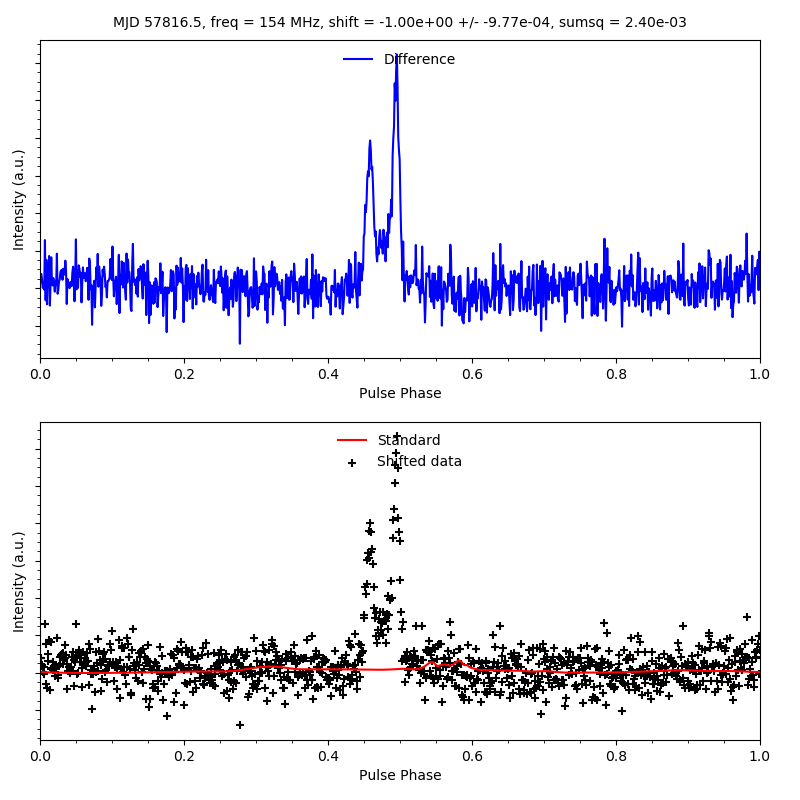 MJD 57816.5, freq = 154 MHz, shift = -1.00e+00 +/- -9.77e-04, sumsq = 2.40e-03
Difference
Intensity (a.u.)
0.0 0.2 0.4 0.6 0.8 1.0
Pulse Phase
Standard
Shifted data
Intensity (a.u.)
0.0 0.2 0.4 0.6 0.8 1.0
Pulse Phase